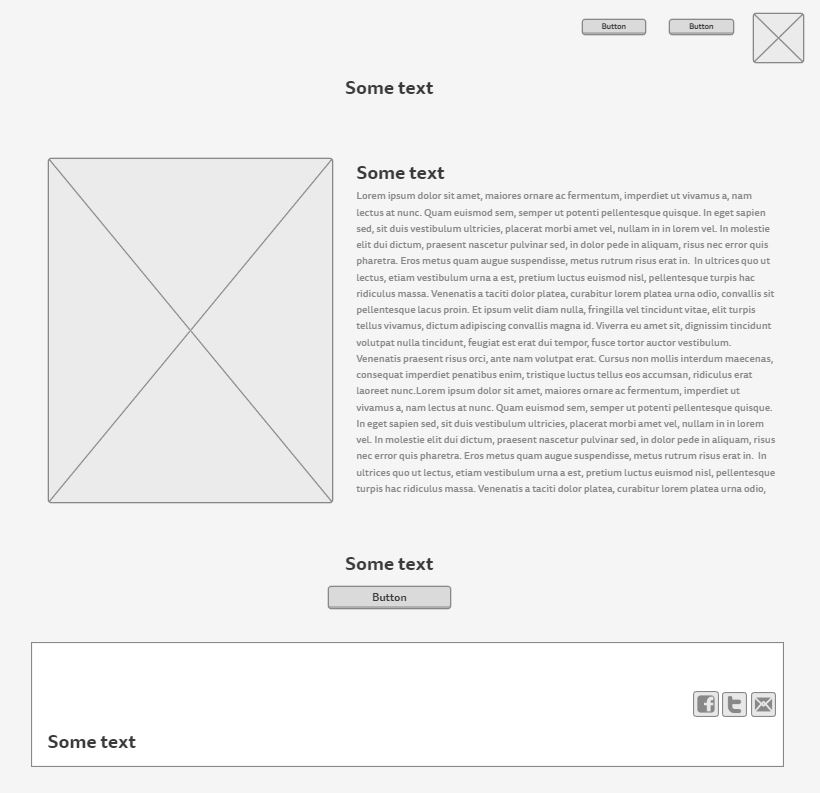 Button
Button
Some text
Some text
Lorem ipsum dolor sit amet, maiores ornare ac fermentum, imperdiet ut vivamus a, nam
lectus at nunc. Quam euismod sem, semper ut potenti pellentesque quisque. In eget sapien
sed, sit duis vestibulum ultricies, placerat morbi amet vel, nullam in in lorem vel. In molestie
elit dui dictum, praesent nascetur pulvinar sed, in dolor pede in aliquam, risus nec error quis
pharetra. Eros metus quam augue suspendisse, metus rutrum risus erat in.  In ultrices quo ut
lectus, etiam vestibulum urna a est, pretium luctus euismod nisl, pellentesque turpis hac
ridiculus massa. Venenatis a taciti dolor platea, curabitur lorem platea urna odio, convallis sit
pellentesque lacus proin. Et ipsum velit diam nulla, fringilla vel tincidunt vitae, elit turpis
tellus vivamus, dictum adipiscing convallis magna id. Viverra eu amet sit, dignissim tincidunt
volutpat nulla tincidunt, feugiat est erat dui tempor, fusce tortor auctor vestibulum.
Venenatis praesent risus orci, ante nam volutpat erat. Cursus non mollis interdum maecenas,
consequat imperdiet penatibus enim, tristique luctus tellus eos accumsan, ridiculus erat
laoreet nunc.Lorem ipsum dolor sit amet, maiores ornare ac fermentum, imperdiet ut
vivamus a, nam lectus at nunc. Quam euismod sem, semper ut potenti pellentesque quisque.
In eget sapien sed, sit duis vestibulum ultricies, placerat morbi amet vel, nullam in in lorem
vel. In molestie elit dui dictum, praesent nascetur pulvinar sed, in dolor pede in aliquam, risus
nec error quis pharetra. Eros metus quam augue suspendisse, metus rutrum risus erat in.  In
ultrices quo ut lectus, etiam vestibulum urna a est, pretium luctus euismod nisl, pellentesque
turpis hac ridiculus massa. Venenatis a taciti dolor platea, curabitur lorem platea urna odio,
Some text
Button
Some text